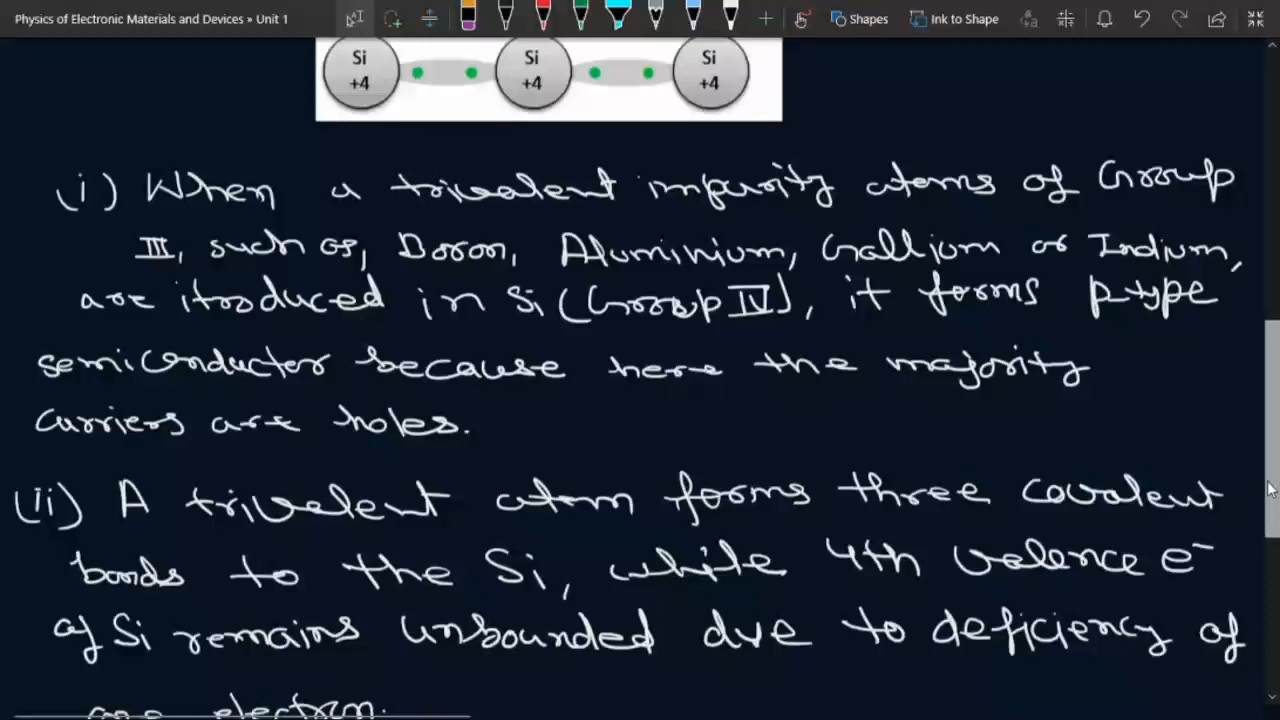 Physics of Electronic Materials and Devices » Unit 1
Shapes
Ink to Shape
Si Si Si
+4 +4 +4
(i) When a trivalent impurity atoms of Group
III, such as, Boron, Aluminium, Gallium or Indium,
are itroduced in Si (Group IV), it forms p-type
semiconductor because here the majority
carriers are holes.
(ii) A trivalent atom forms three covalent
bonds to the Si, while 4th valence e⁻
of Si remains unbounded due to deficiency of
one electron.